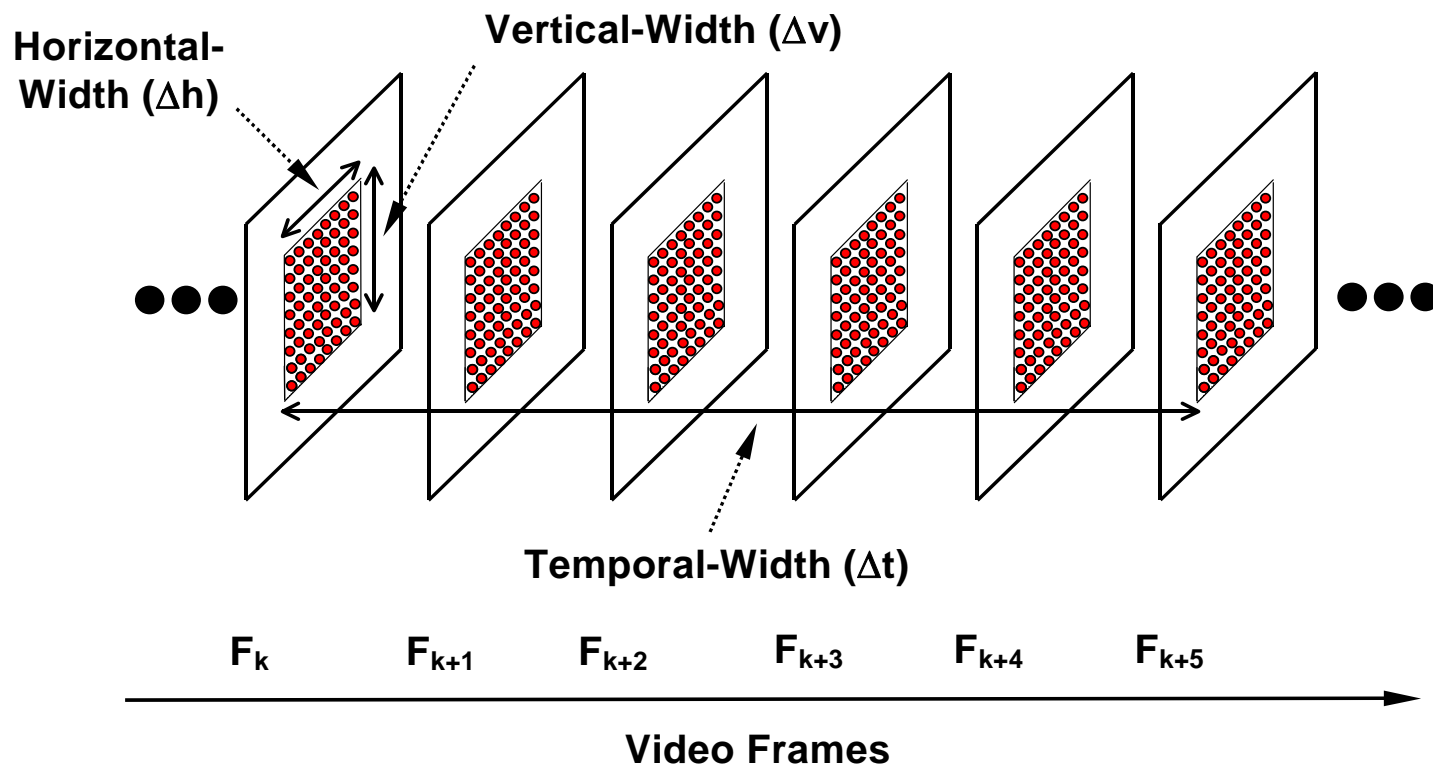 Horizontal-
Width (Δh)
Vertical-Width (Δv)
Temporal-Width (Δt)
Fk
Fk+1
Fk+2
Fk+3
Fk+4
Fk+5
Video Frames